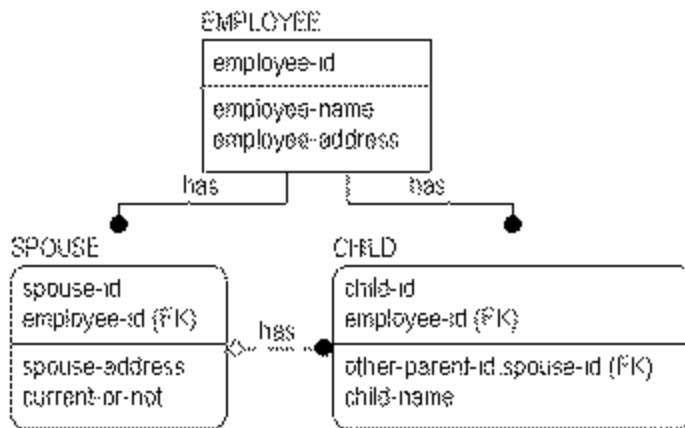 EMPLOYEE
employee-id
employee-name
employee-address
has
has
SPOUSE
spouse-id
employee-id (FK)
spouse-address
current-or-not
has
CHILD
child-id
employee-id (FK)
other-parent-id.spouse-id (FK)
child-name